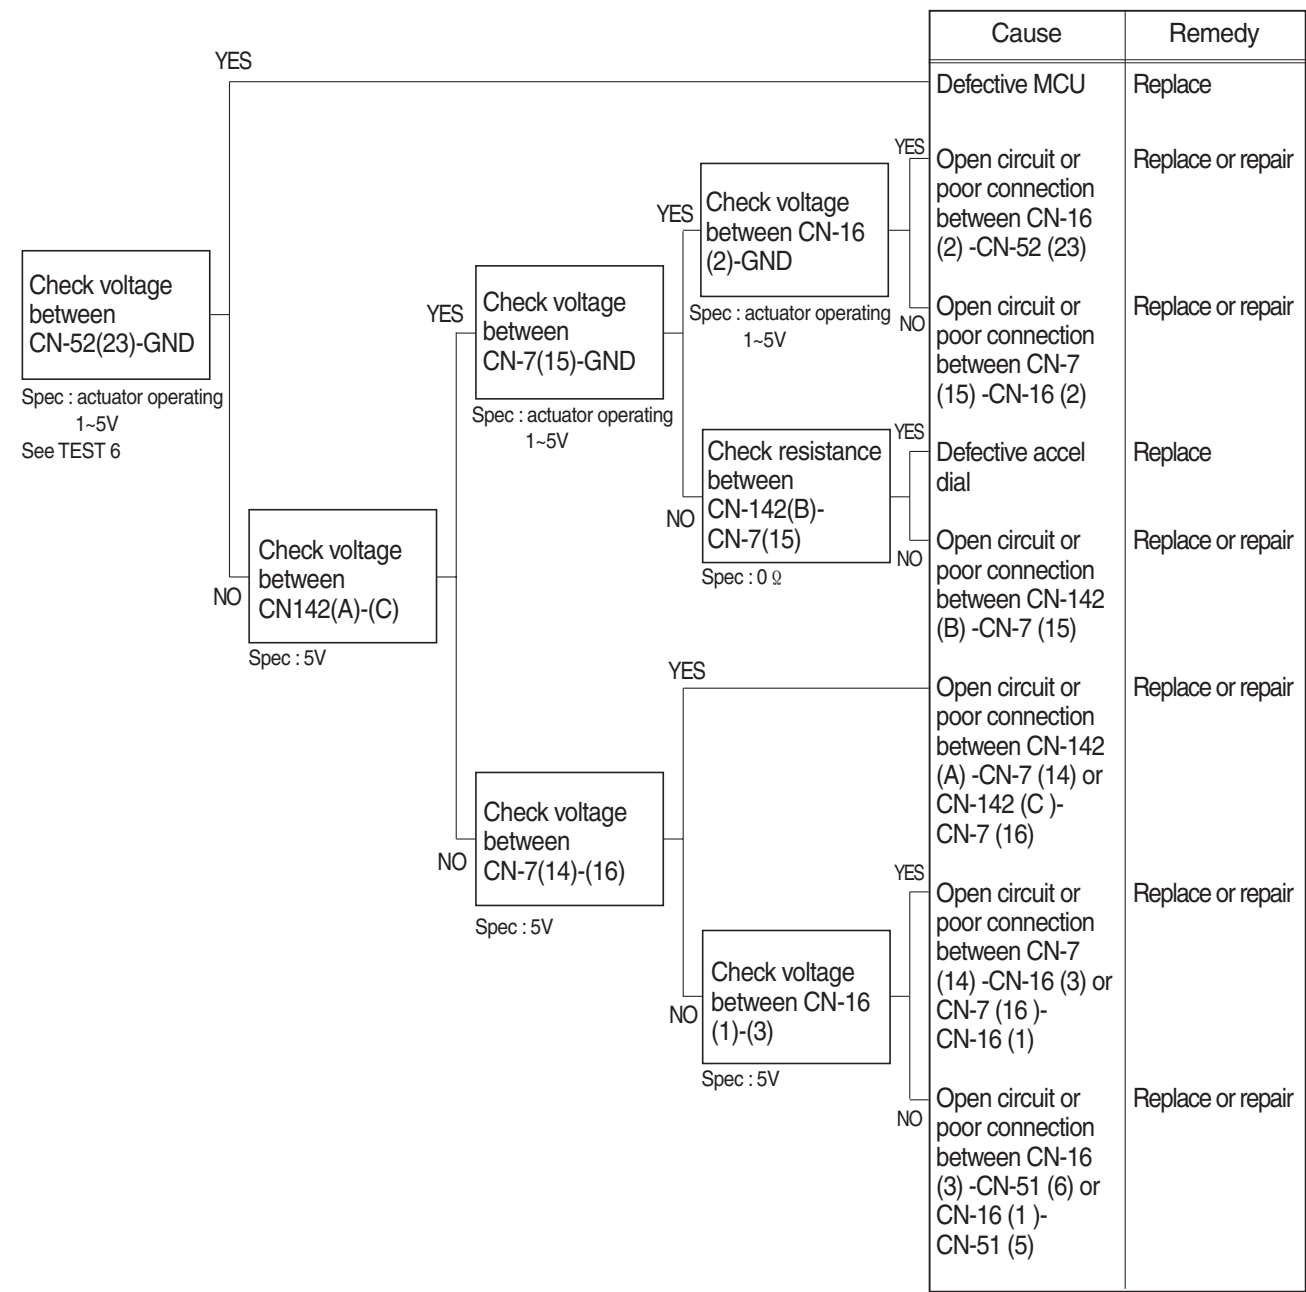 Cause
Remedy
YES
Defective MCU
Replace
YES
Open circuit or
poor connection
between CN-16
(2) -CN-52 (23)
Replace or repair
Check voltage
between CN-16
(2)-GND
YES
Spec : actuator operating
1~5V
NO
Open circuit or
poor connection
between CN-7
(15) -CN-16 (2)
Replace or repair
Check voltage
between
CN-52(23)-GND
Spec : actuator operating
1~5V
See TEST 6
YES
Check voltage
between
CN-7(15)-GND
Spec : actuator operating
1~5V
YES
Defective accel
dial
Replace
Check resistance
between
CN-142(B)-
CN-7(15)
NO
Spec : 0 Ω
NO
Open circuit or
poor connection
between CN-142
(B) -CN-7 (15)
Replace or repair
NO
Check voltage
between
CN142(A)-(C)
Spec : 5V
YES
Open circuit or
poor connection
between CN-142
(A) -CN-7 (14) or
CN-142 (C )-
CN-7 (16)
Replace or repair
NO
Check voltage
between
CN-7(14)-(16)
Spec : 5V
YES
Open circuit or
poor connection
between CN-7
(14) -CN-16 (3) or
CN-7 (16 )-
CN-16 (1)
Replace or repair
NO
Check voltage
between CN-16
(1)-(3)
Spec : 5V
NO
Open circuit or
poor connection
between CN-16
(3) -CN-51 (6) or
CN-16 (1 )-
CN-51 (5)
Replace or repair